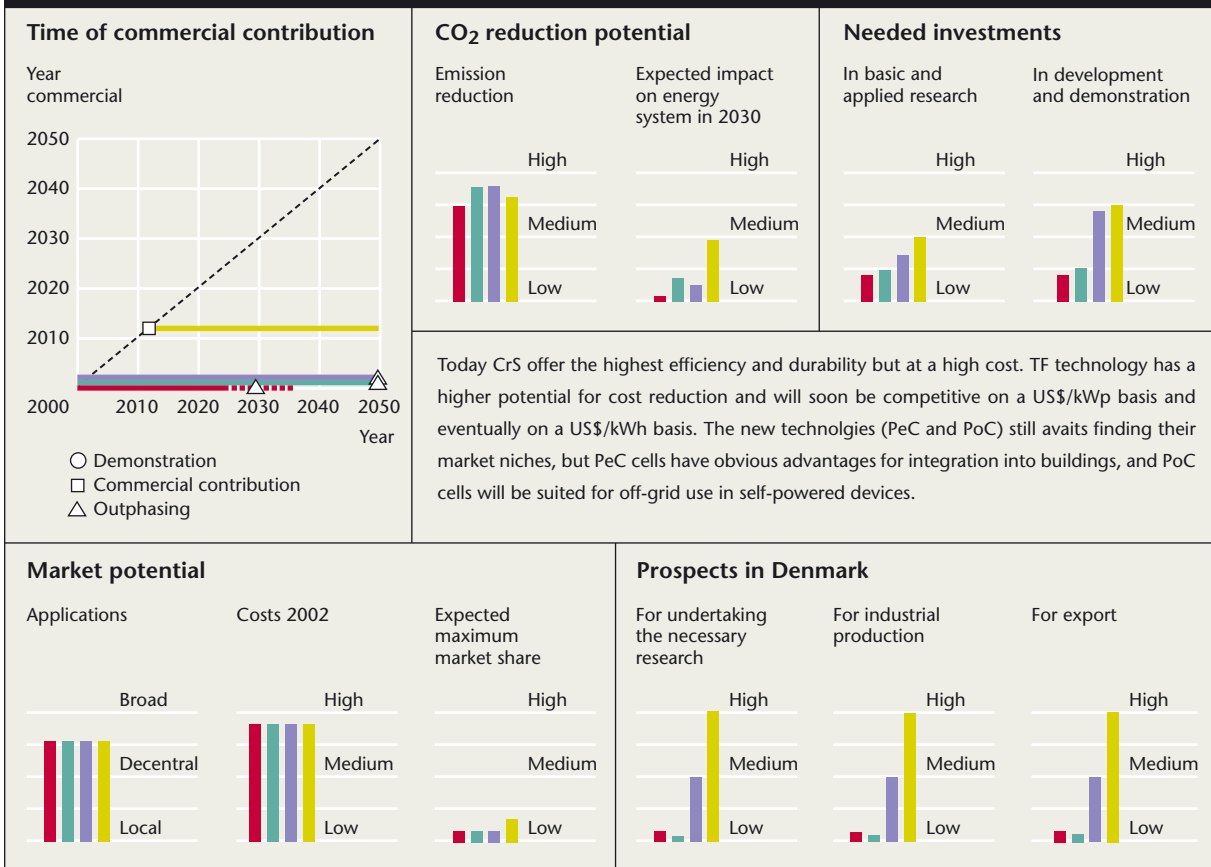 Time of commercial contribution
Year
commercial
2050
2040
2030
2020
2010
2000
2010
2020
2030
2040
2050
Year
Demonstration
Commercial contribution
Outphasing
CO2 reduction potential
Emission
reduction
High
Medium
Low
Expected impact
on energy
system in 2030
High
Medium
Low
Needed investments
In basic and
applied research
High
Medium
Low
In development
and demonstration
High
Medium
Low
Today CrS offer the highest efficiency and durability but at a high cost. TF technology has a
higher potential for cost reduction and will soon be competitive on a US$/kWp basis and
eventually on a US$/kWh basis. The new technolgies (PeC and PoC) still avaits finding their
market niches, but PeC cells have obvious advantages for integration into buildings, and PoC
cells will be suited for off-grid use in self-powered devices.
Market potential
Applications
Broad
Decentral
Local
Costs 2002
High
Medium
Low
Expected
maximum
market share
High
Medium
Low
Prospects in Denmark
For undertaking
the necessary
research
High
Medium
Low
For industrial
production
High
Medium
Low
For export
High
Medium
Low